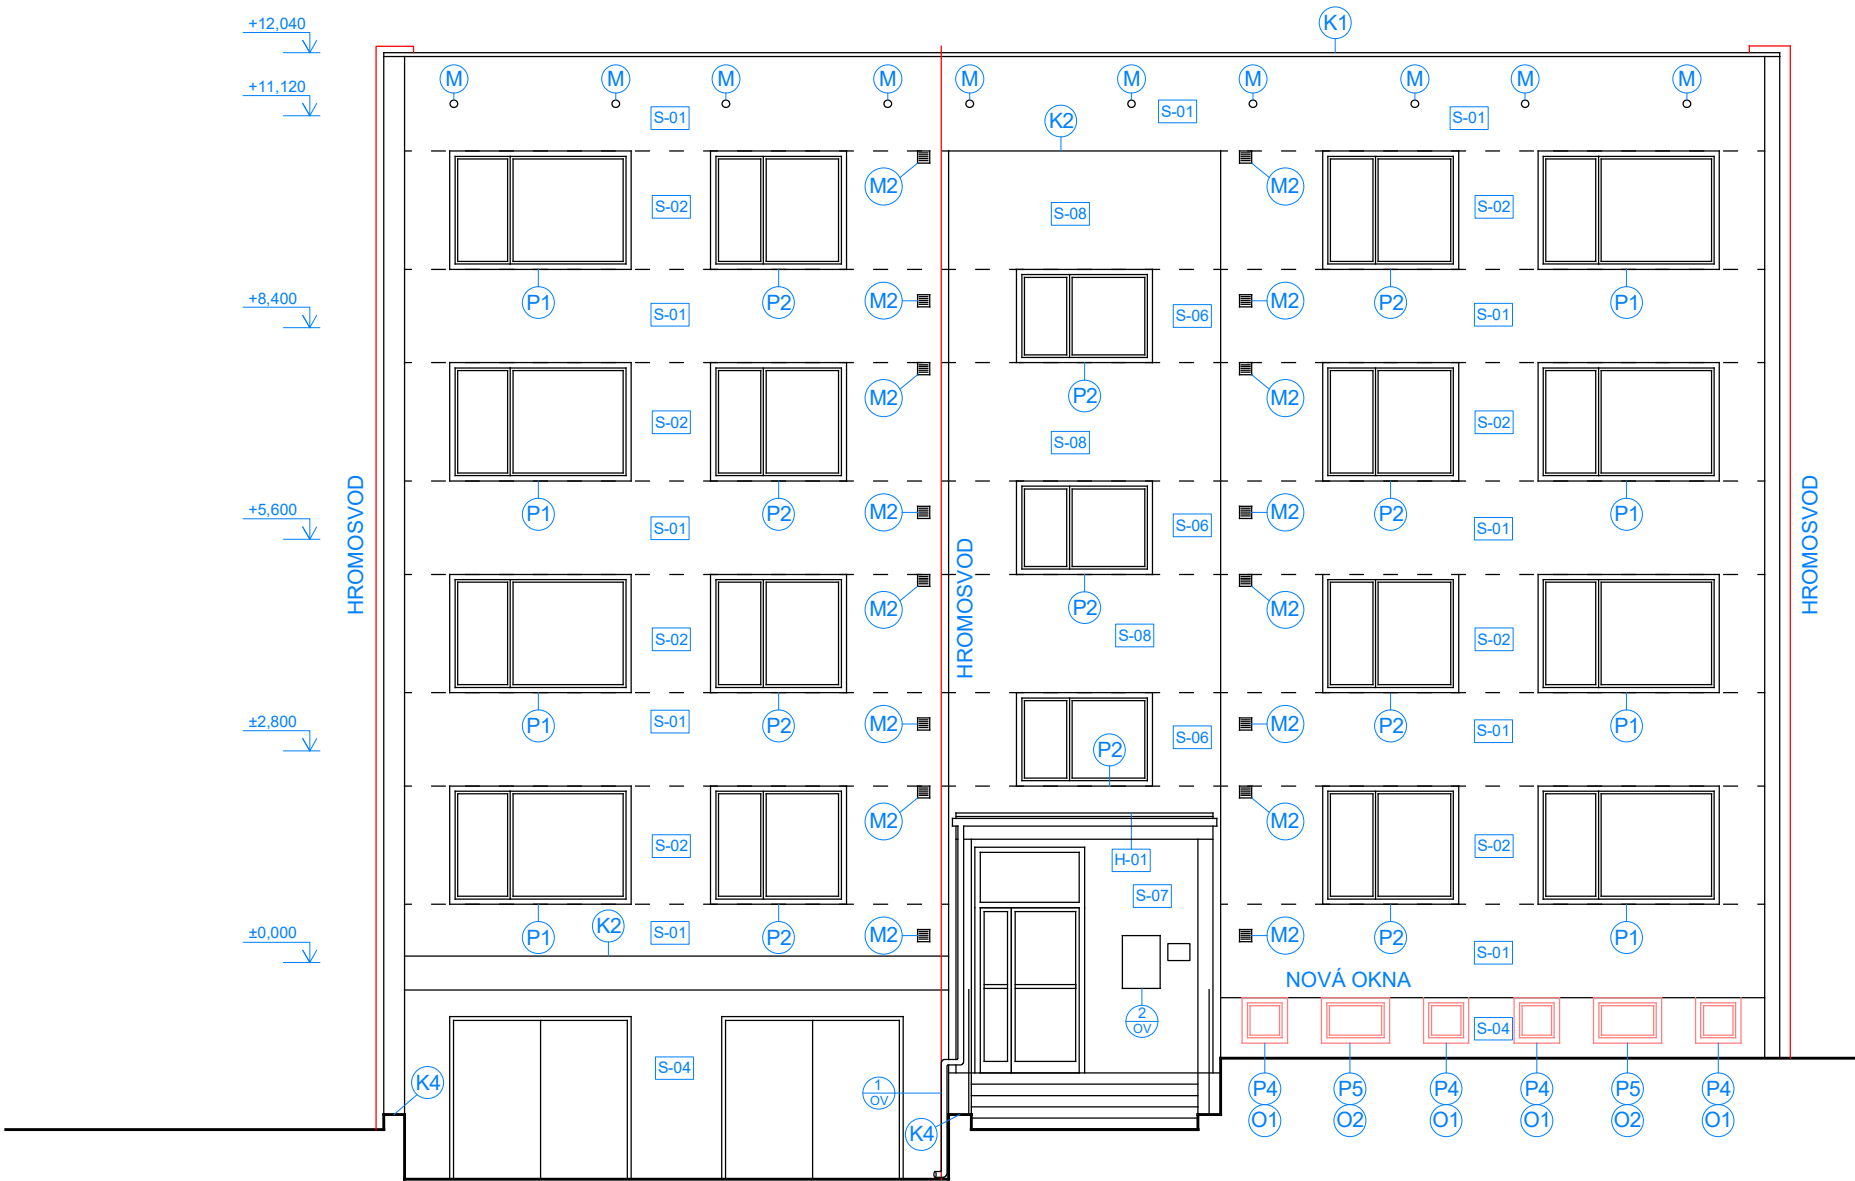 +12,040
K1
+11,120
M M M M M M M M M M
S-01 S-01 S-01
K2
M2 M2
S-02 S-08 S-02
+8,400
P1 P2 M2 M2 P2 P1
S-01 S-06 S-01
M2 P2 M2
S-02 S-08 S-02
+5,600
P1 P2 M2 M2 P2 P1
S-01 S-06 S-01
HROMOSVOD
HROMOSVOD
HROMOSVOD
M2 P2 M2
S-02 S-08 S-02
±2,800
P1 P2 M2 M2 P2 P1
S-01 S-06 S-01
P2
M2 M2
S-02 H-01 S-02
S-07
±0,000
P1 K2 S-01 P2 M2 M2 P2 P1
S-01
NOVÁ OKNA
2
OV
S-04
S-04
K4
1
OV
K4
P4 P5 P4 P4 P5 P4
O1 O2 O1 O1 O2 O1